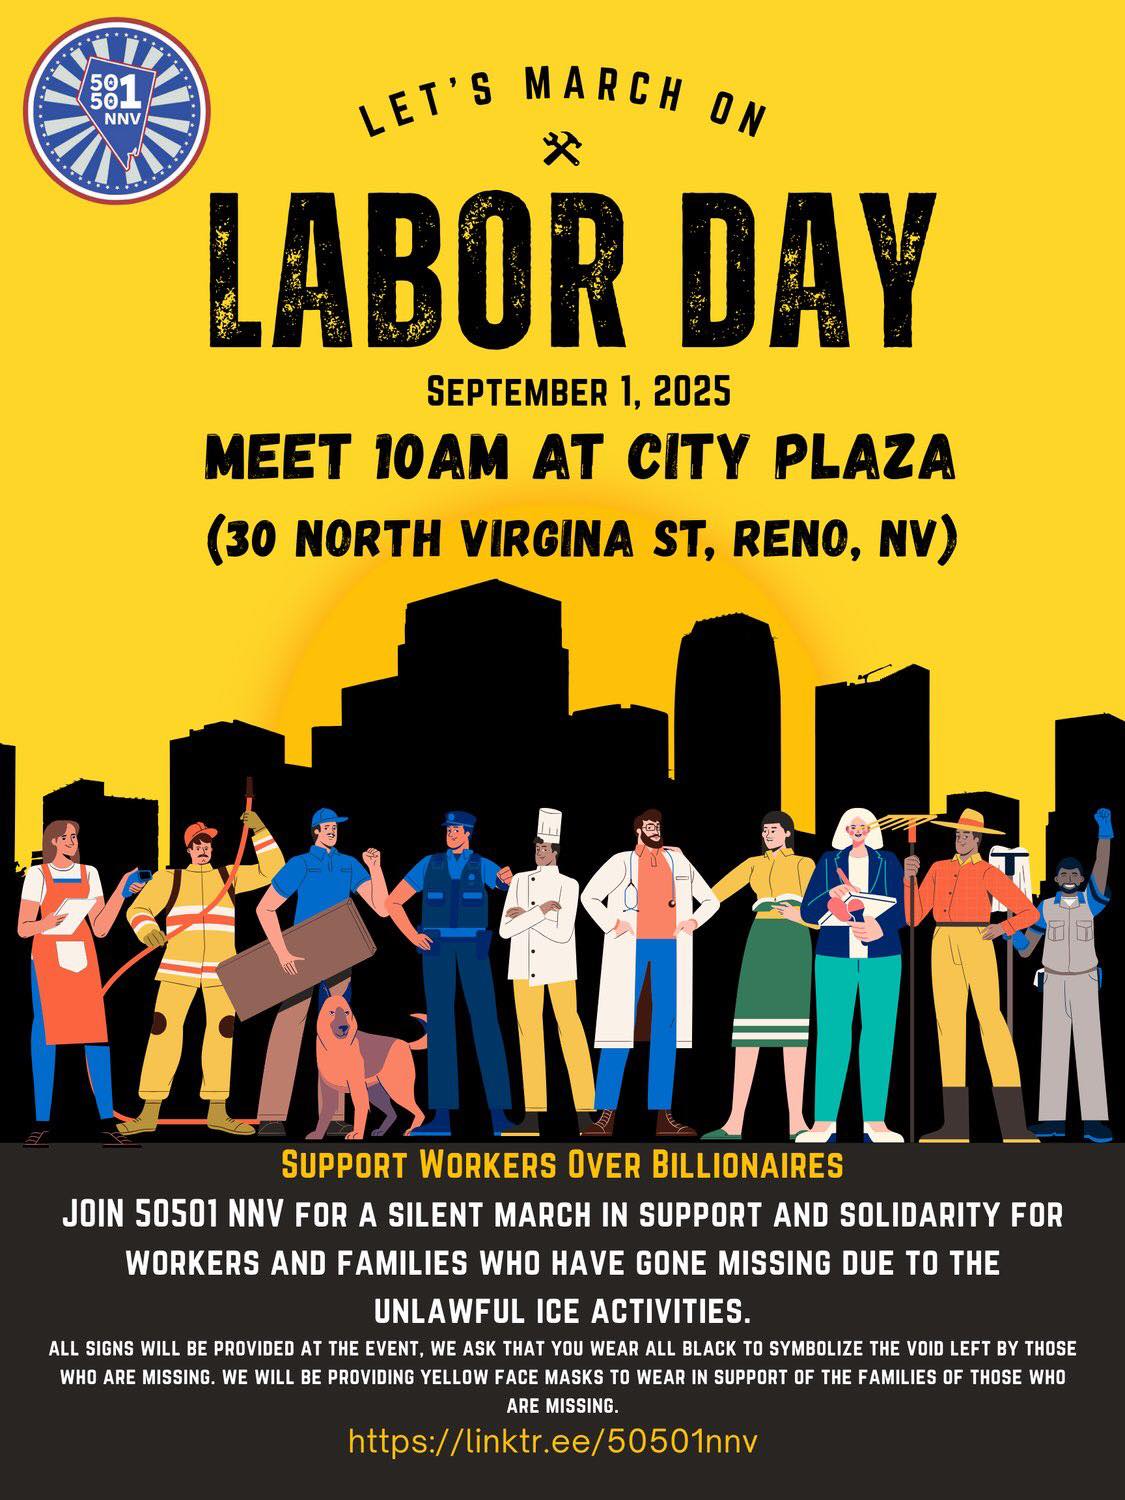 50
501
NNV
LET'S MARCH ON
LABOR DAY
SEPTEMBER 1, 2025
MEET 10AM AT CITY PLAZA
(30 NORTH VIRGINA ST, RENO, NV)
SUPPORT WORKERS OVER BILLIONAIRES
JOIN 50501 NNV FOR A SILENT MARCH IN SUPPORT AND SOLIDARITY FOR
WORKERS AND FAMILIES WHO HAVE GONE MISSING DUE TO THE
UNLAWFUL ICE ACTIVITIES.
ALL SIGNS WILL BE PROVIDED AT THE EVENT, WE ASK THAT YOU WEAR ALL BLACK TO SYMBOLIZE THE VOID LEFT BY THOSE
WHO ARE MISSING. WE WILL BE PROVIDING YELLOW FACE MASKS TO WEAR IN SUPPORT OF THE FAMILIES OF THOSE WHO
ARE MISSING.
https://linktr.ee/50501nnv